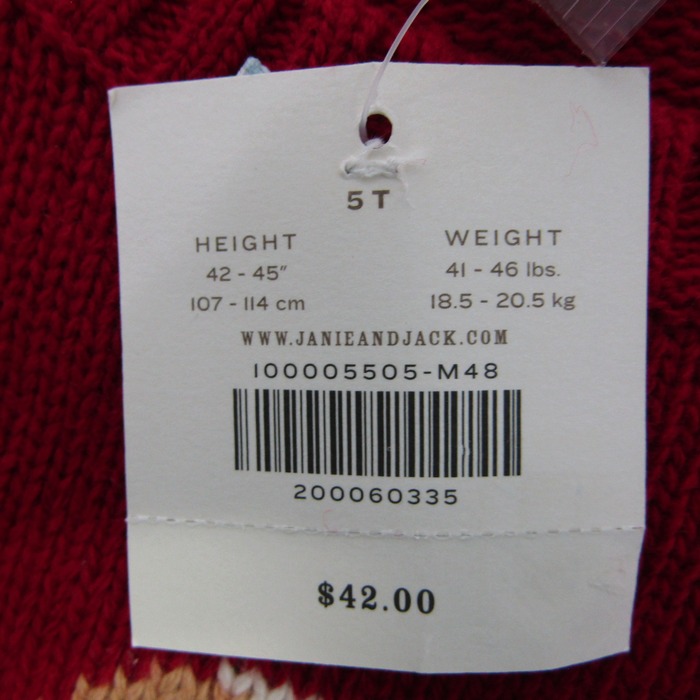 5T
HEIGHT
42 - 45"
107 - 114 cm
WEIGHT
41 - 46 lbs.
18.5 - 20.5 kg
WWW.JANIEANDJACK.COM
100005505-M48
200060335
$42.00